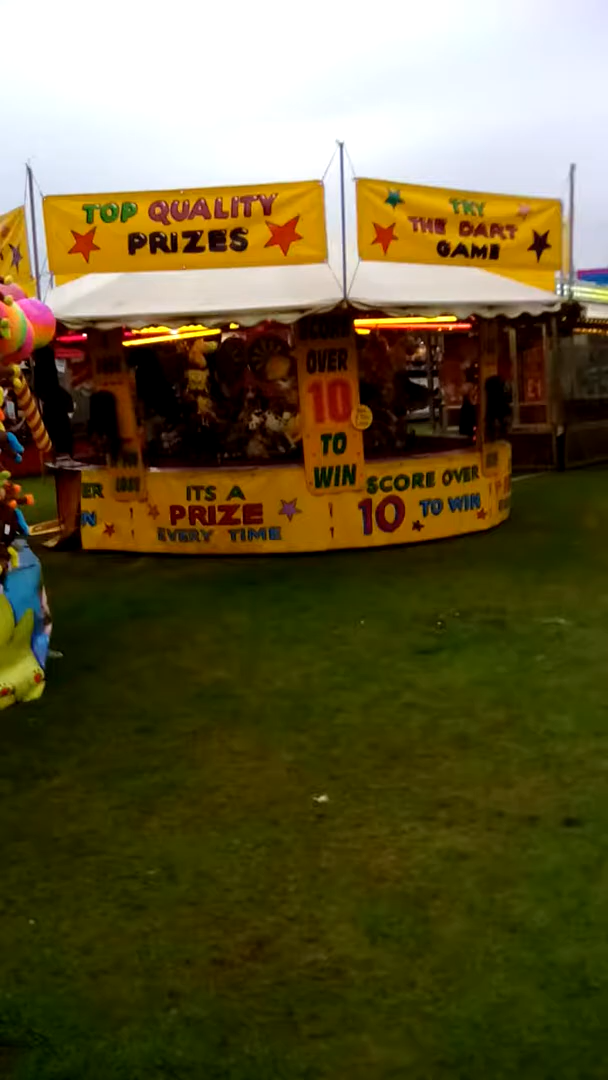 TOP QUALITY
PRIZES
TRY
THE DART
GAME
OVER
10
TO
WIN
ER
N
ITS A
PRIZE
EVERY TIME
SCORE OVER
10 TO WIN